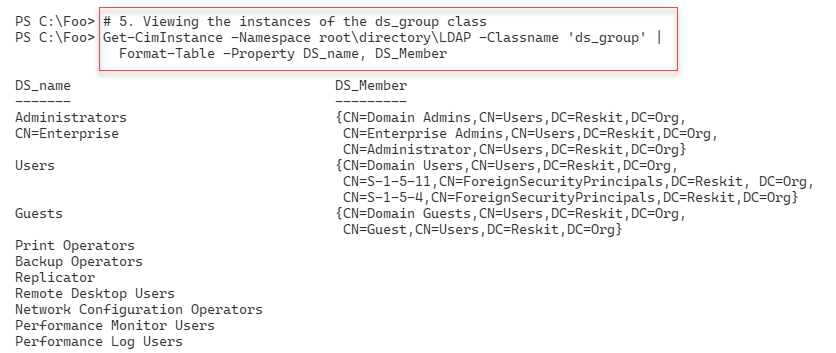 PS C:\Foo> # 5. Viewing the instances of the ds_group class
PS C:\Foo> Get-CimInstance -Namespace root\directory\LDAP -Classname 'ds_group' |
  Format-Table -Property DS_name, DS_Member
DS_name                                 DS_Member
-------                                 ---------
Administrators                          {CN=Domain Admins,CN=Users,DC=Reskit,DC=Org,
CN=Enterprise                            CN=Enterprise Admins,CN=Users,DC=Reskit,DC=Org,
                                         CN=Administrator,CN=Users,DC=Reskit,DC=Org}
Users                                   {CN=Domain Users,CN=Users,DC=Reskit,DC=Org,
                                         CN=S-1-5-11,CN=ForeignSecurityPrincipals,DC=Reskit, DC=Org,
                                         CN=S-1-5-4,CN=ForeignSecurityPrincipals,DC=Reskit,DC=Org}
Guests                                  {CN=Domain Guests,CN=Users,DC=Reskit,DC=Org,
                                         CN=Guest,CN=Users,DC=Reskit,DC=Org}
Print Operators
Backup Operators
Replicator
Remote Desktop Users
Network Configuration Operators
Performance Monitor Users
Performance Log Users